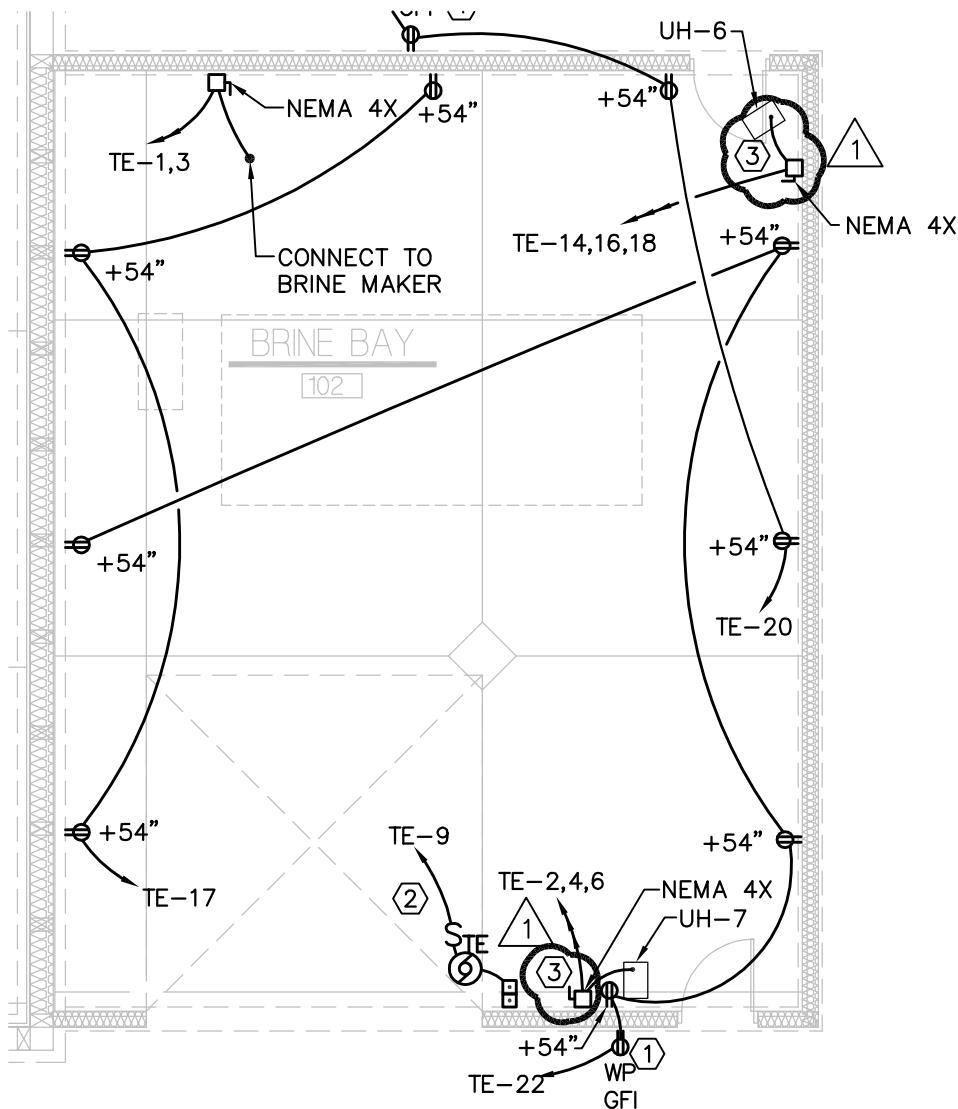 UH-6
1
NEMA 4X
+54"
+54"
TE-1,3
3
1
NEMA 4X
TE-14,16,18
+54"
+54"
CONNECT TO
BRINE MAKER
BRINE BAY
102
+54"
+54"
TE-20
+54"
TE-9
+54"
TE-2,4,6
NEMA 4X
TE-17
2
UH-7
1
S
TE
3
+54"
1
WP
TE-22
GFI